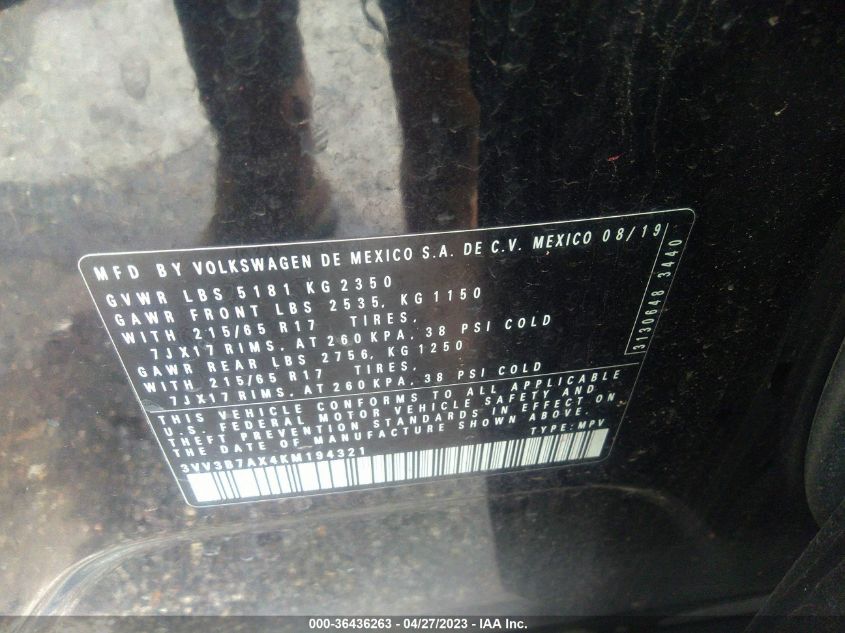 MFD BY VOLKSWAGEN DE MEXICO S.A. DE C.V. MEXICO 08/19
GVWR LBS 5181 KG 2350
GAWR FRONT LBS 2535, KG 1150
WITH 215/65 R17 TIRES,
7JX17 RIMS, AT 260 KPA, 38 PSI COLD
GAWR REAR LBS 2756, KG 1250
WITH 215/65 R17 TIRES,
7JX17 RIMS, AT 260 KPA, 38 PSI COLD
3130648 3440
THIS VEHICLE CONFORMS TO ALL APPLICABLE
U.S. FEDERAL MOTOR VEHICLE SAFETY AND
THEFT PREVENTION STANDARDS IN EFFECT ON
THE DATE OF MANUFACTURE SHOWN ABOVE.
3VV3B7AX4KM194321 TYPE: MPV
000-36436263 - 04/27/2023 - IAA Inc.